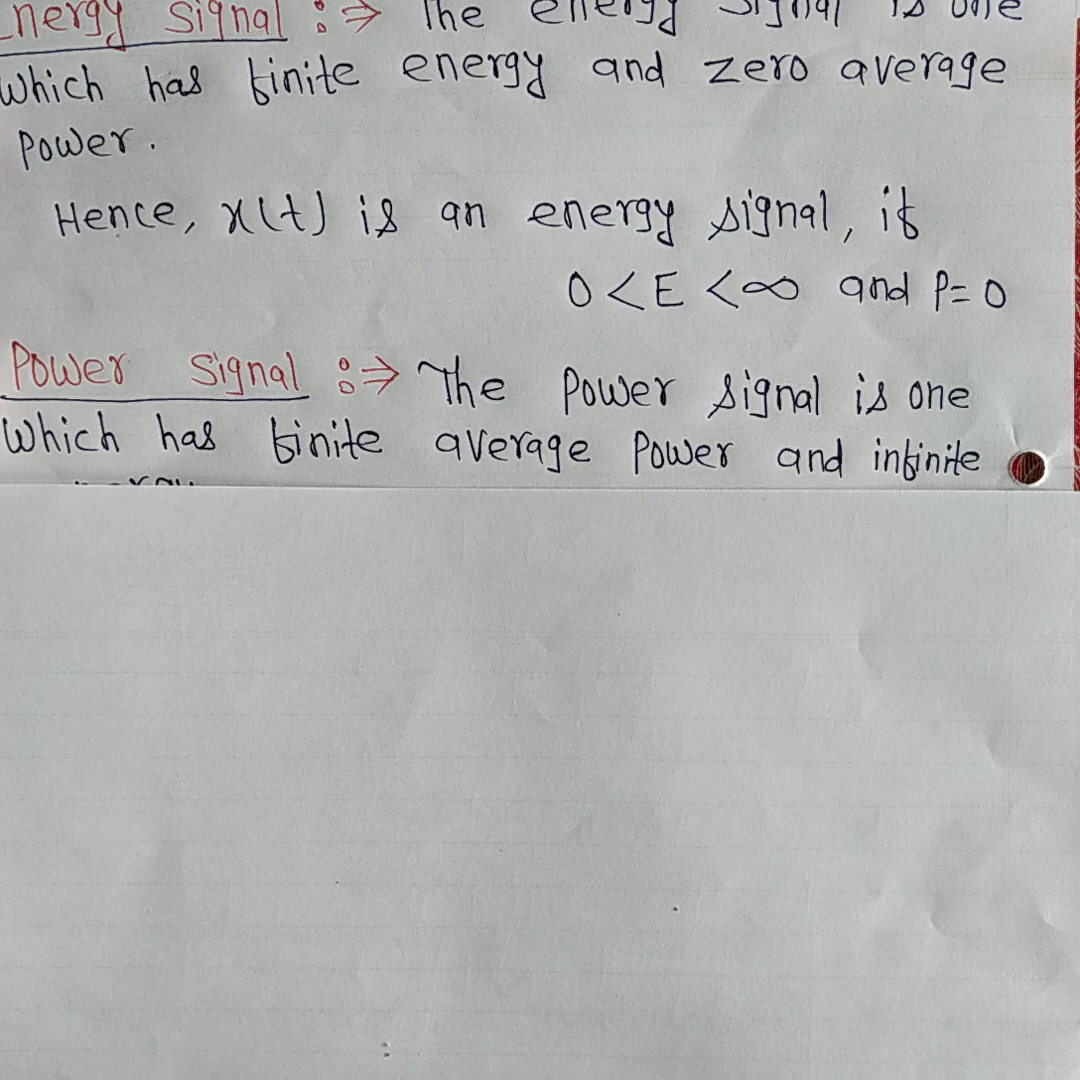 Energy Signal :⇒ The energy signal is one
which has finite energy and zero average
power.
Hence, x(t) is an energy signal, if
0 < E < ∞ and P = 0
Power Signal :⇒ The power signal is one
which has finite average power and infinite